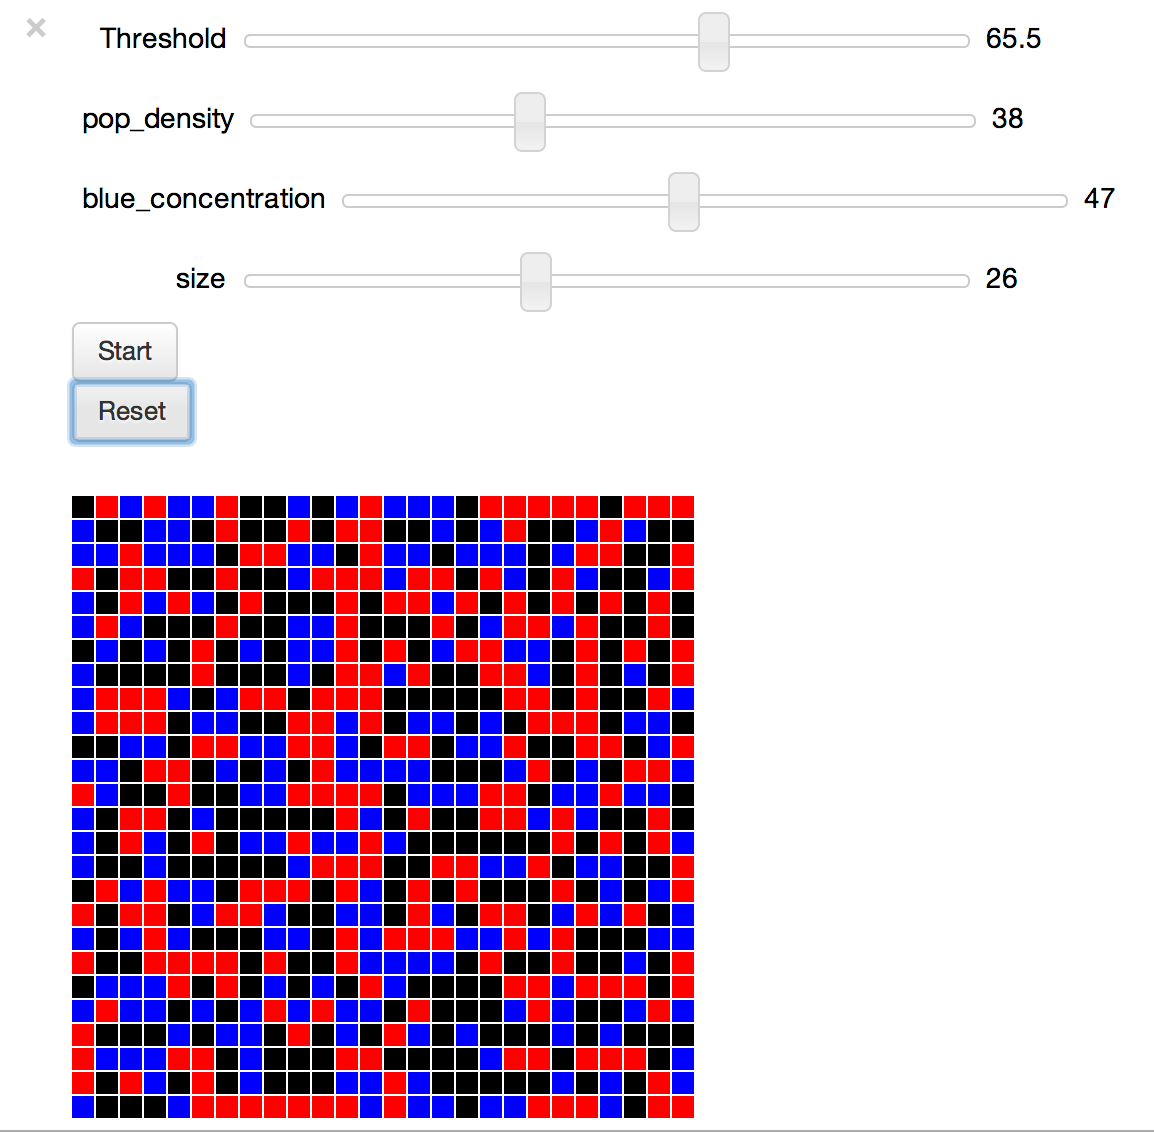 Threshold 65.5
pop_density 38
blue_concentration 47
size 26
Start
Reset